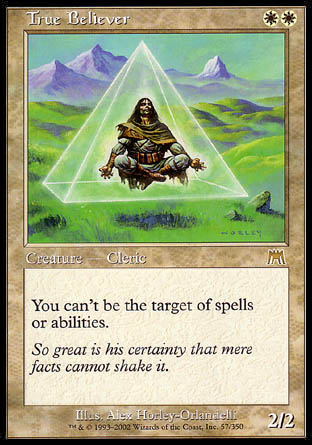 True Believer
HORLEY
Creature — Cleric
You can't be the target of spells
or abilities.
So great is his certainty that mere
facts cannot shake it.
Illus. Alex Horley-Orlandelli
™ & © 1993-2002 Wizards of the Coast, Inc. 57/350
2/2